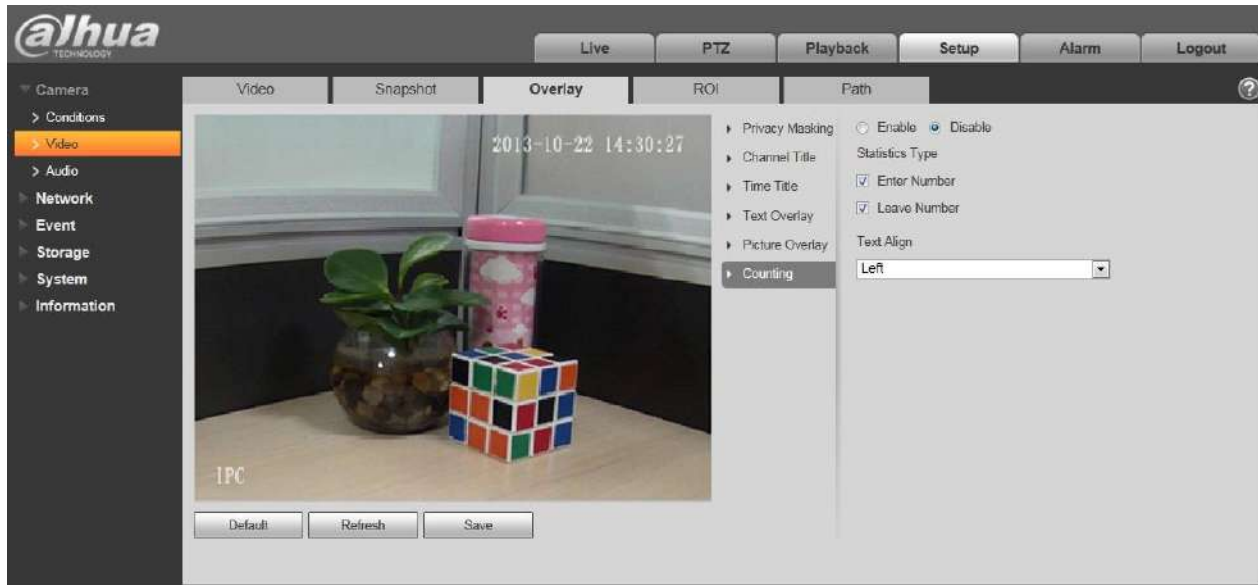 alhua
TECHNOLOGY
Live
PTZ
Playback
Setup
Alarm
Logout
Camera
Conditions
Video
Audio
Network
Event
Storage
System
Information
Video
Snapshot
Overlay
ROI
Path
?
2013-10-22 14:30:27
IPC
Privacy Masking
Channel Title
Time Title
Text Overlay
Picture Overlay
Counting
Enable
Disable
Statistics Type
Enter Number
Leave Number
Text Align
Left
Default
Refresh
Save